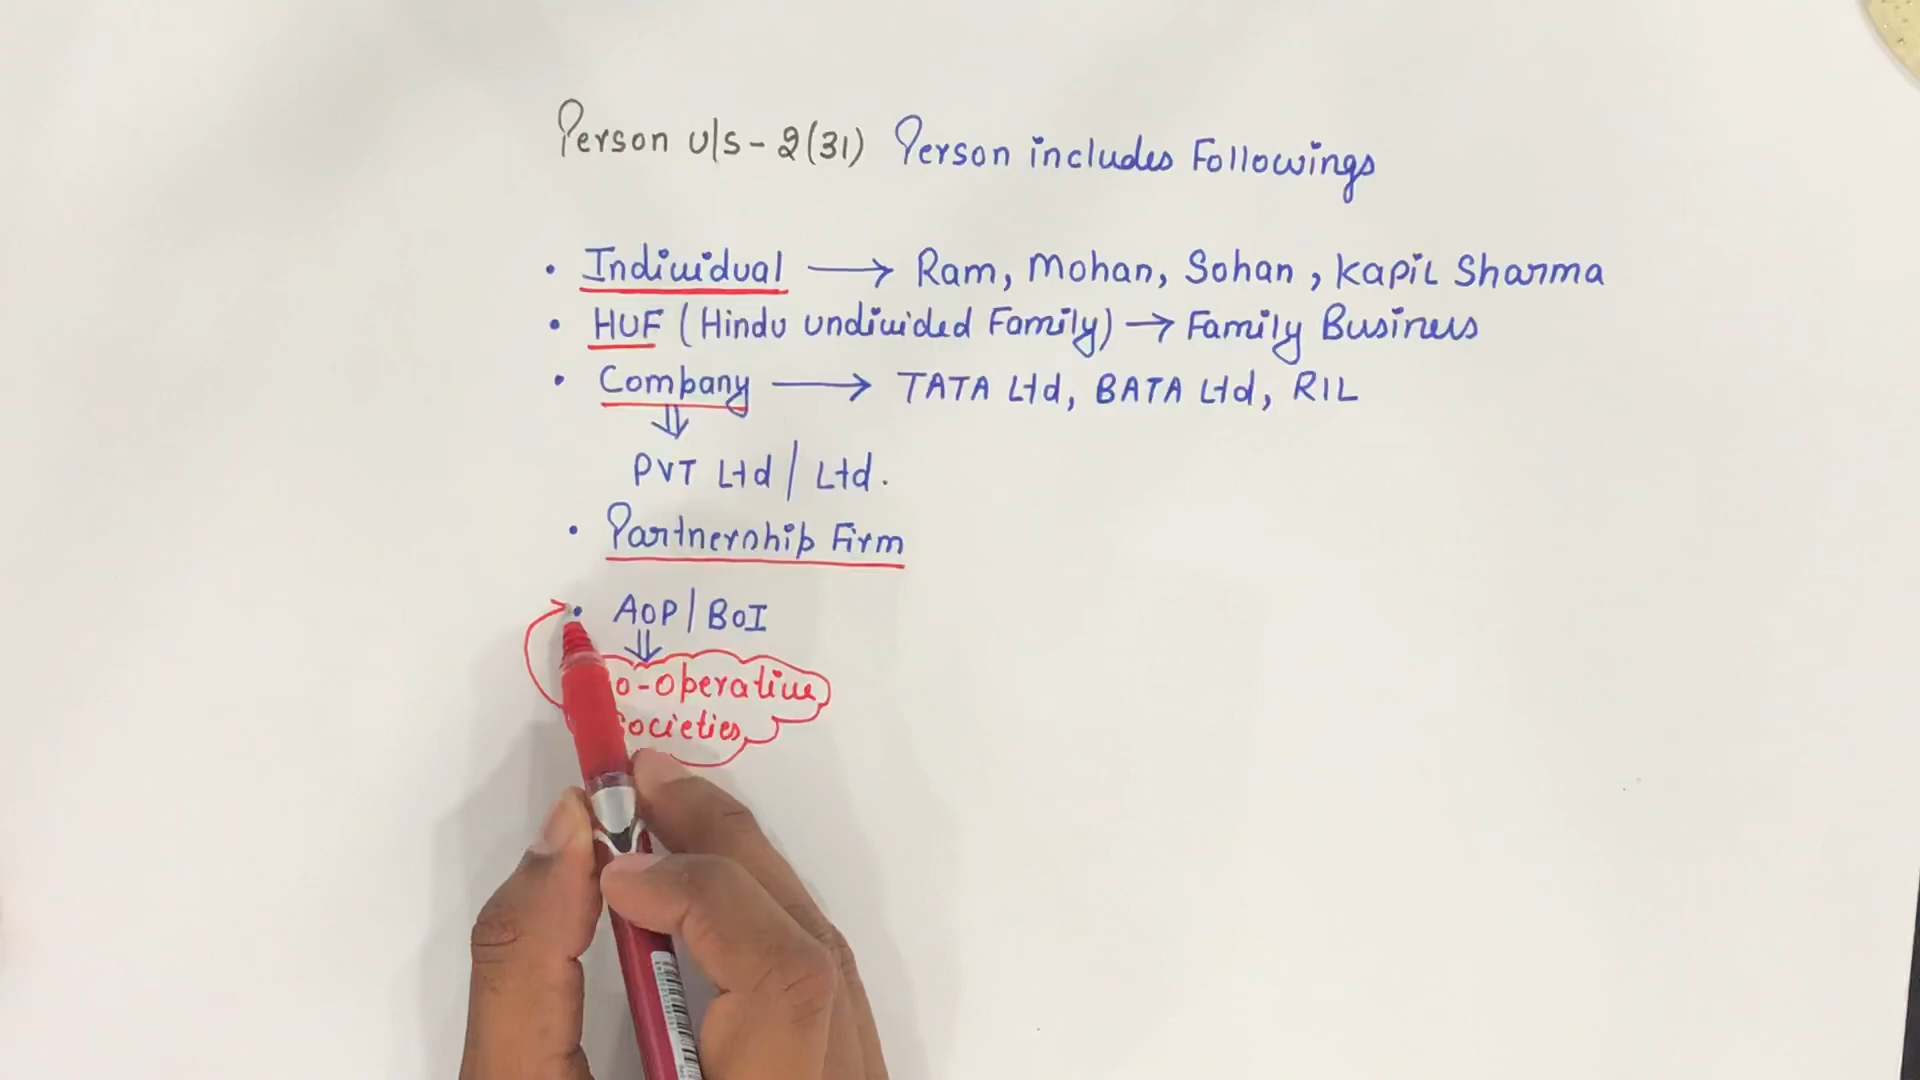 Person U/S - 2(31) Person includes Followings
• Individual → Ram, Mohan, Sohan, Kapil Sharma
• HUF (Hindu undivided Family) → Family Business
• Company → TATA Ltd, BATA Ltd, RIL
⇓
PVT Ltd / Ltd.
• Partnership Firm
• AOP/BOI
⇓
o-operative
ocieties